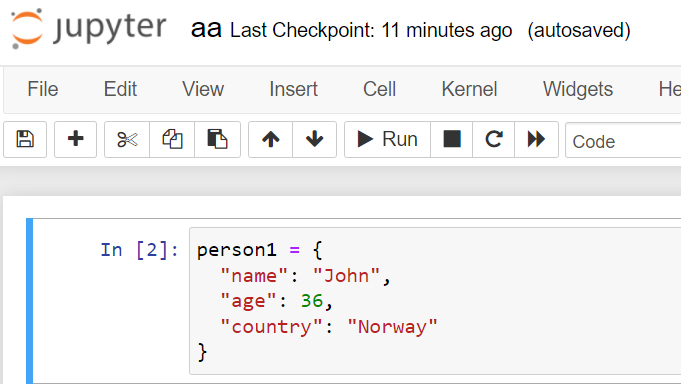 jupyter aa Last Checkpoint: 11 minutes ago (autosaved)
File Edit View Insert Cell Kernel Widgets He
Run Code
In [2]: person1 = {
"name": "John",
"age": 36,
"country": "Norway"
}